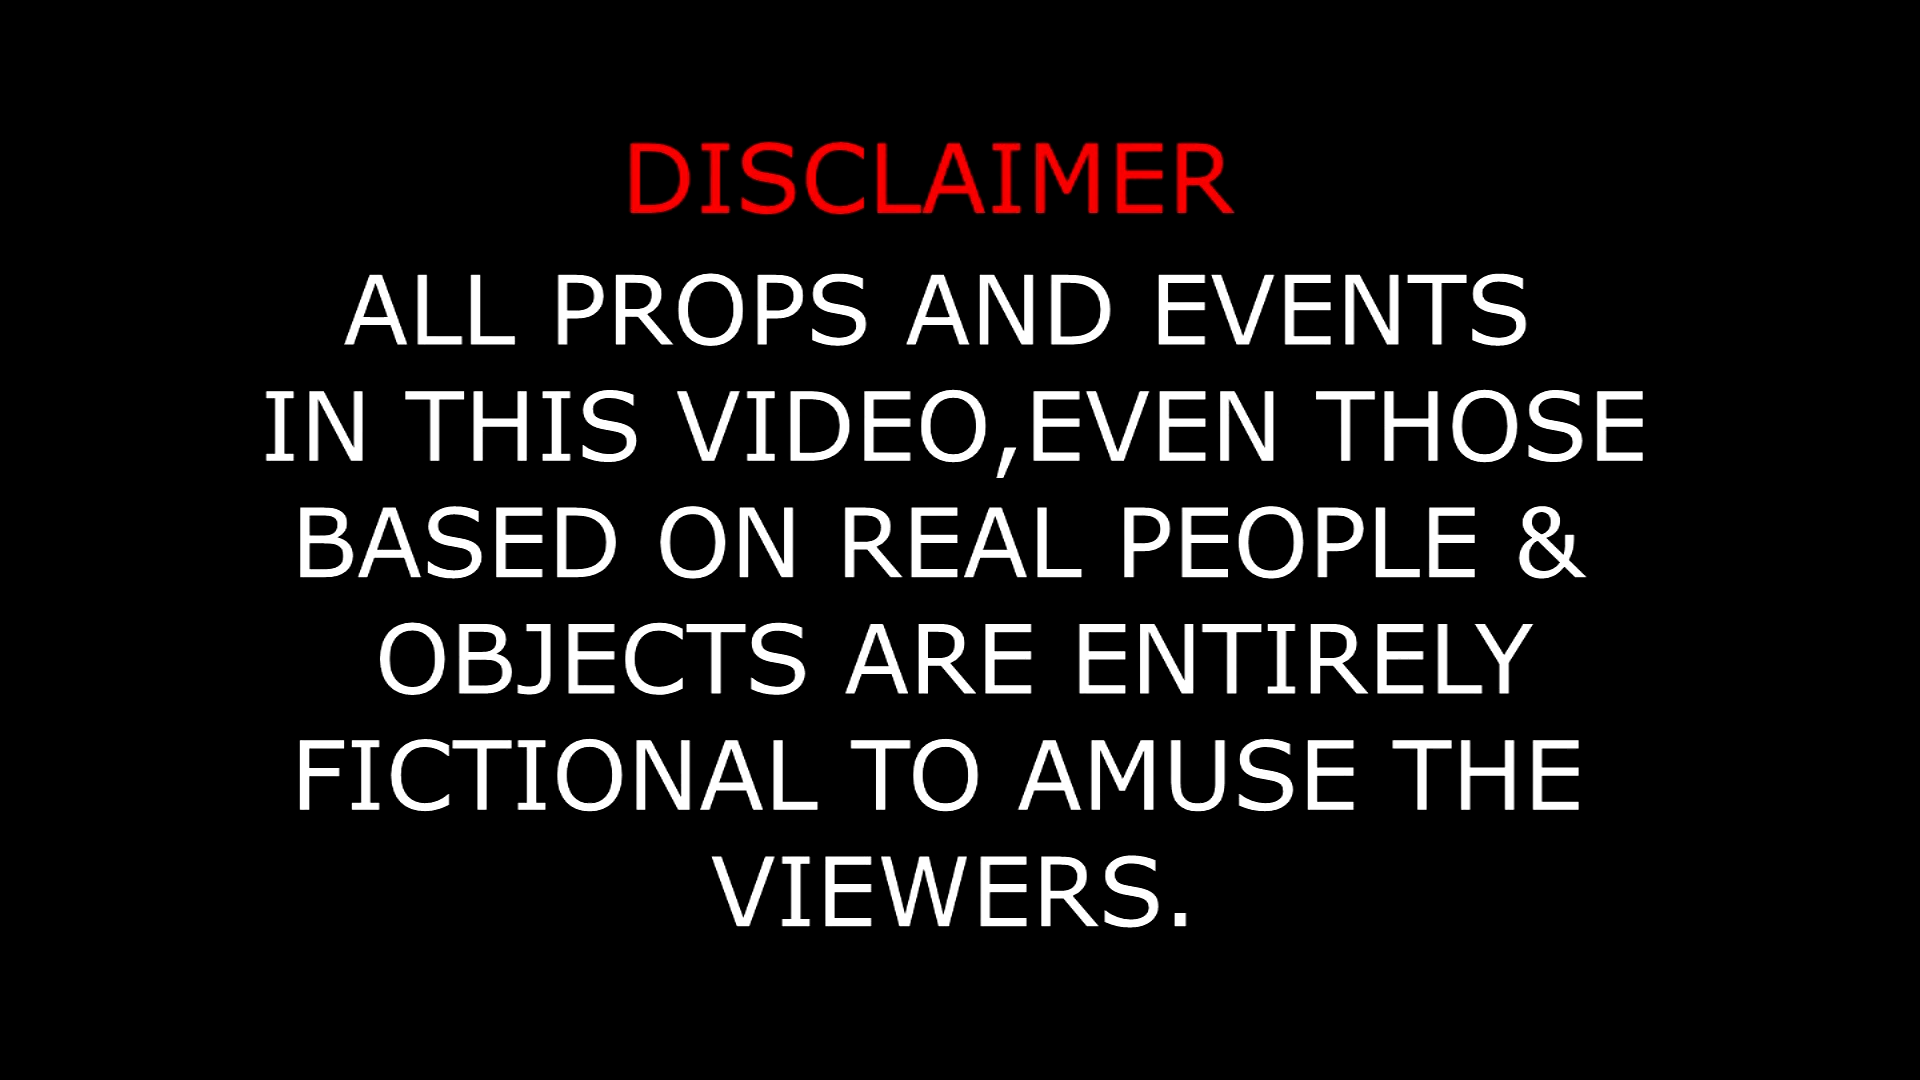 DISCLAIMER
ALL PROPS AND EVENTS
IN THIS VIDEO,EVEN THOSE
BASED ON REAL PEOPLE &
OBJECTS ARE ENTIRELY
FICTIONAL TO AMUSE THE
VIEWERS.